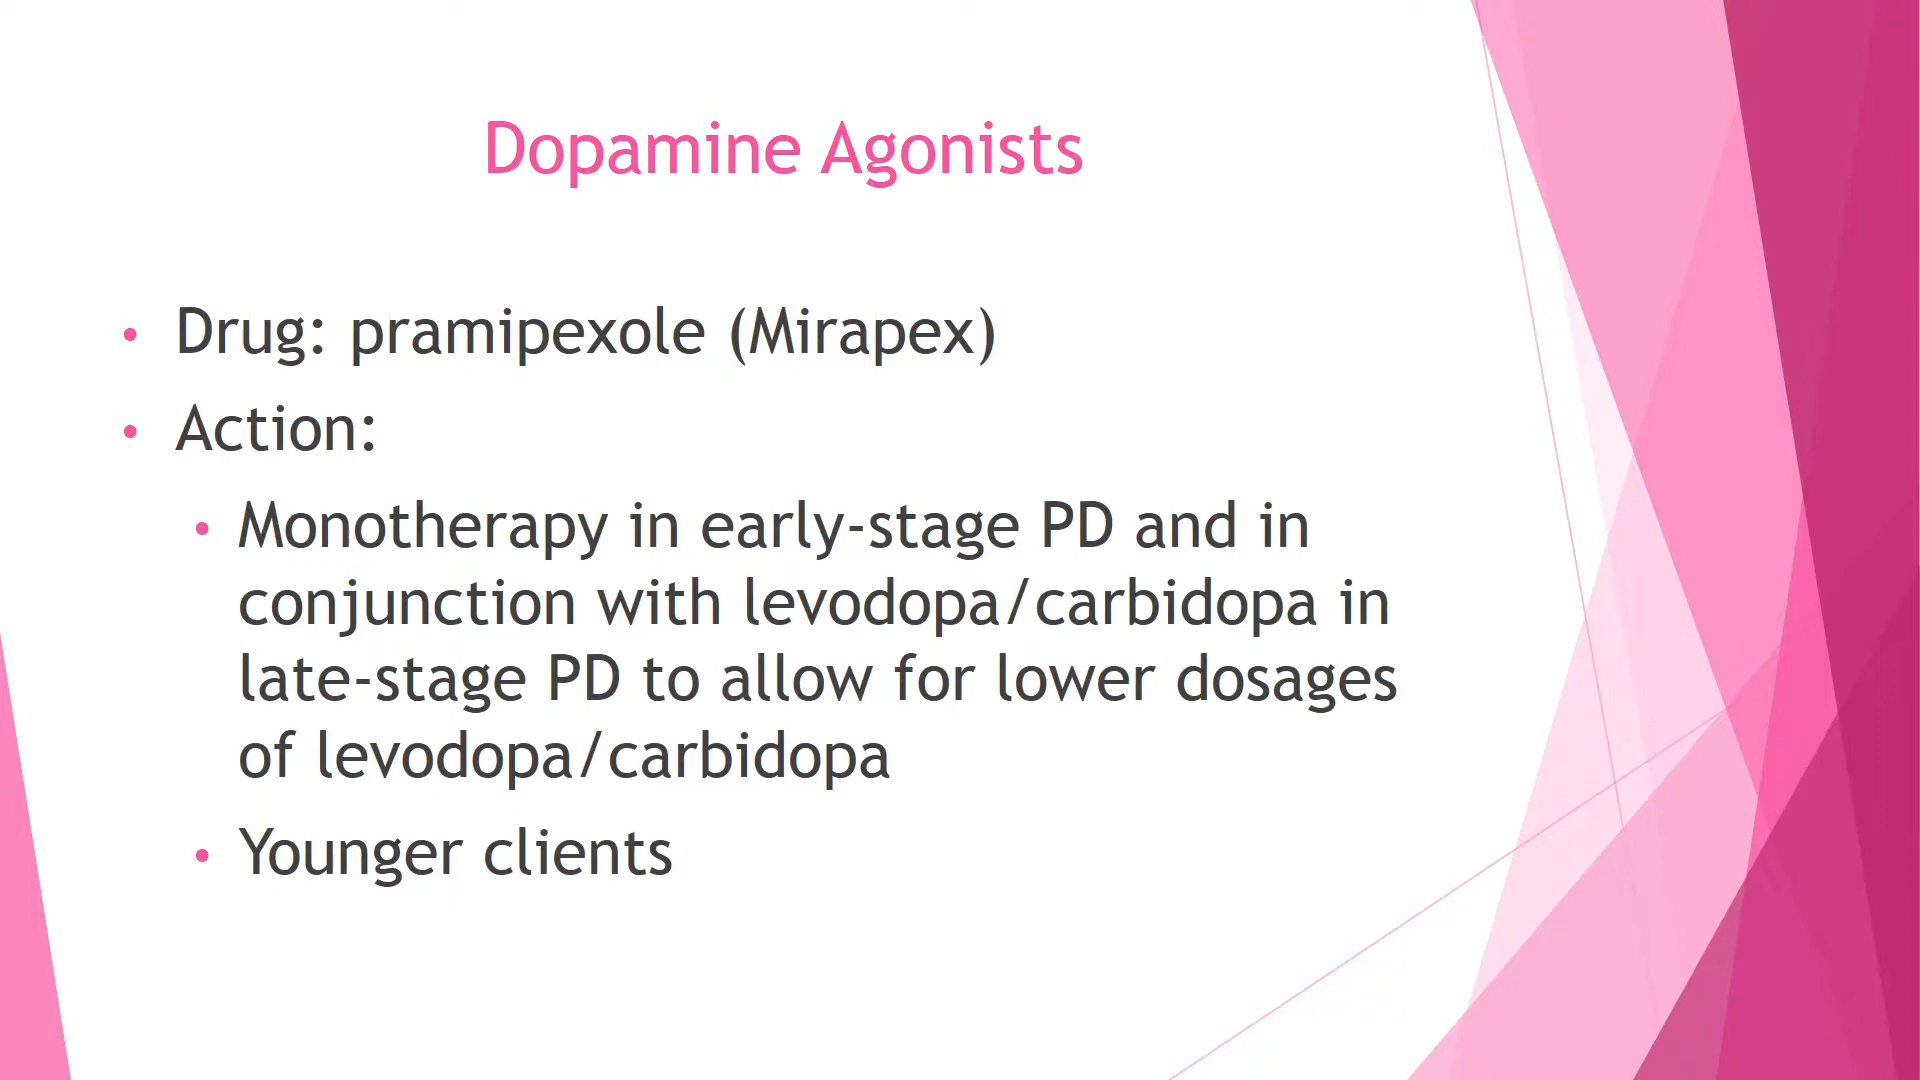 Dopamine Agonists
• Drug: pramipexole (Mirapex)
• Action:
• Monotherapy in early-stage PD and in
conjunction with levodopa/carbidopa in
late-stage PD to allow for lower dosages
of levodopa/carbidopa
• Younger clients